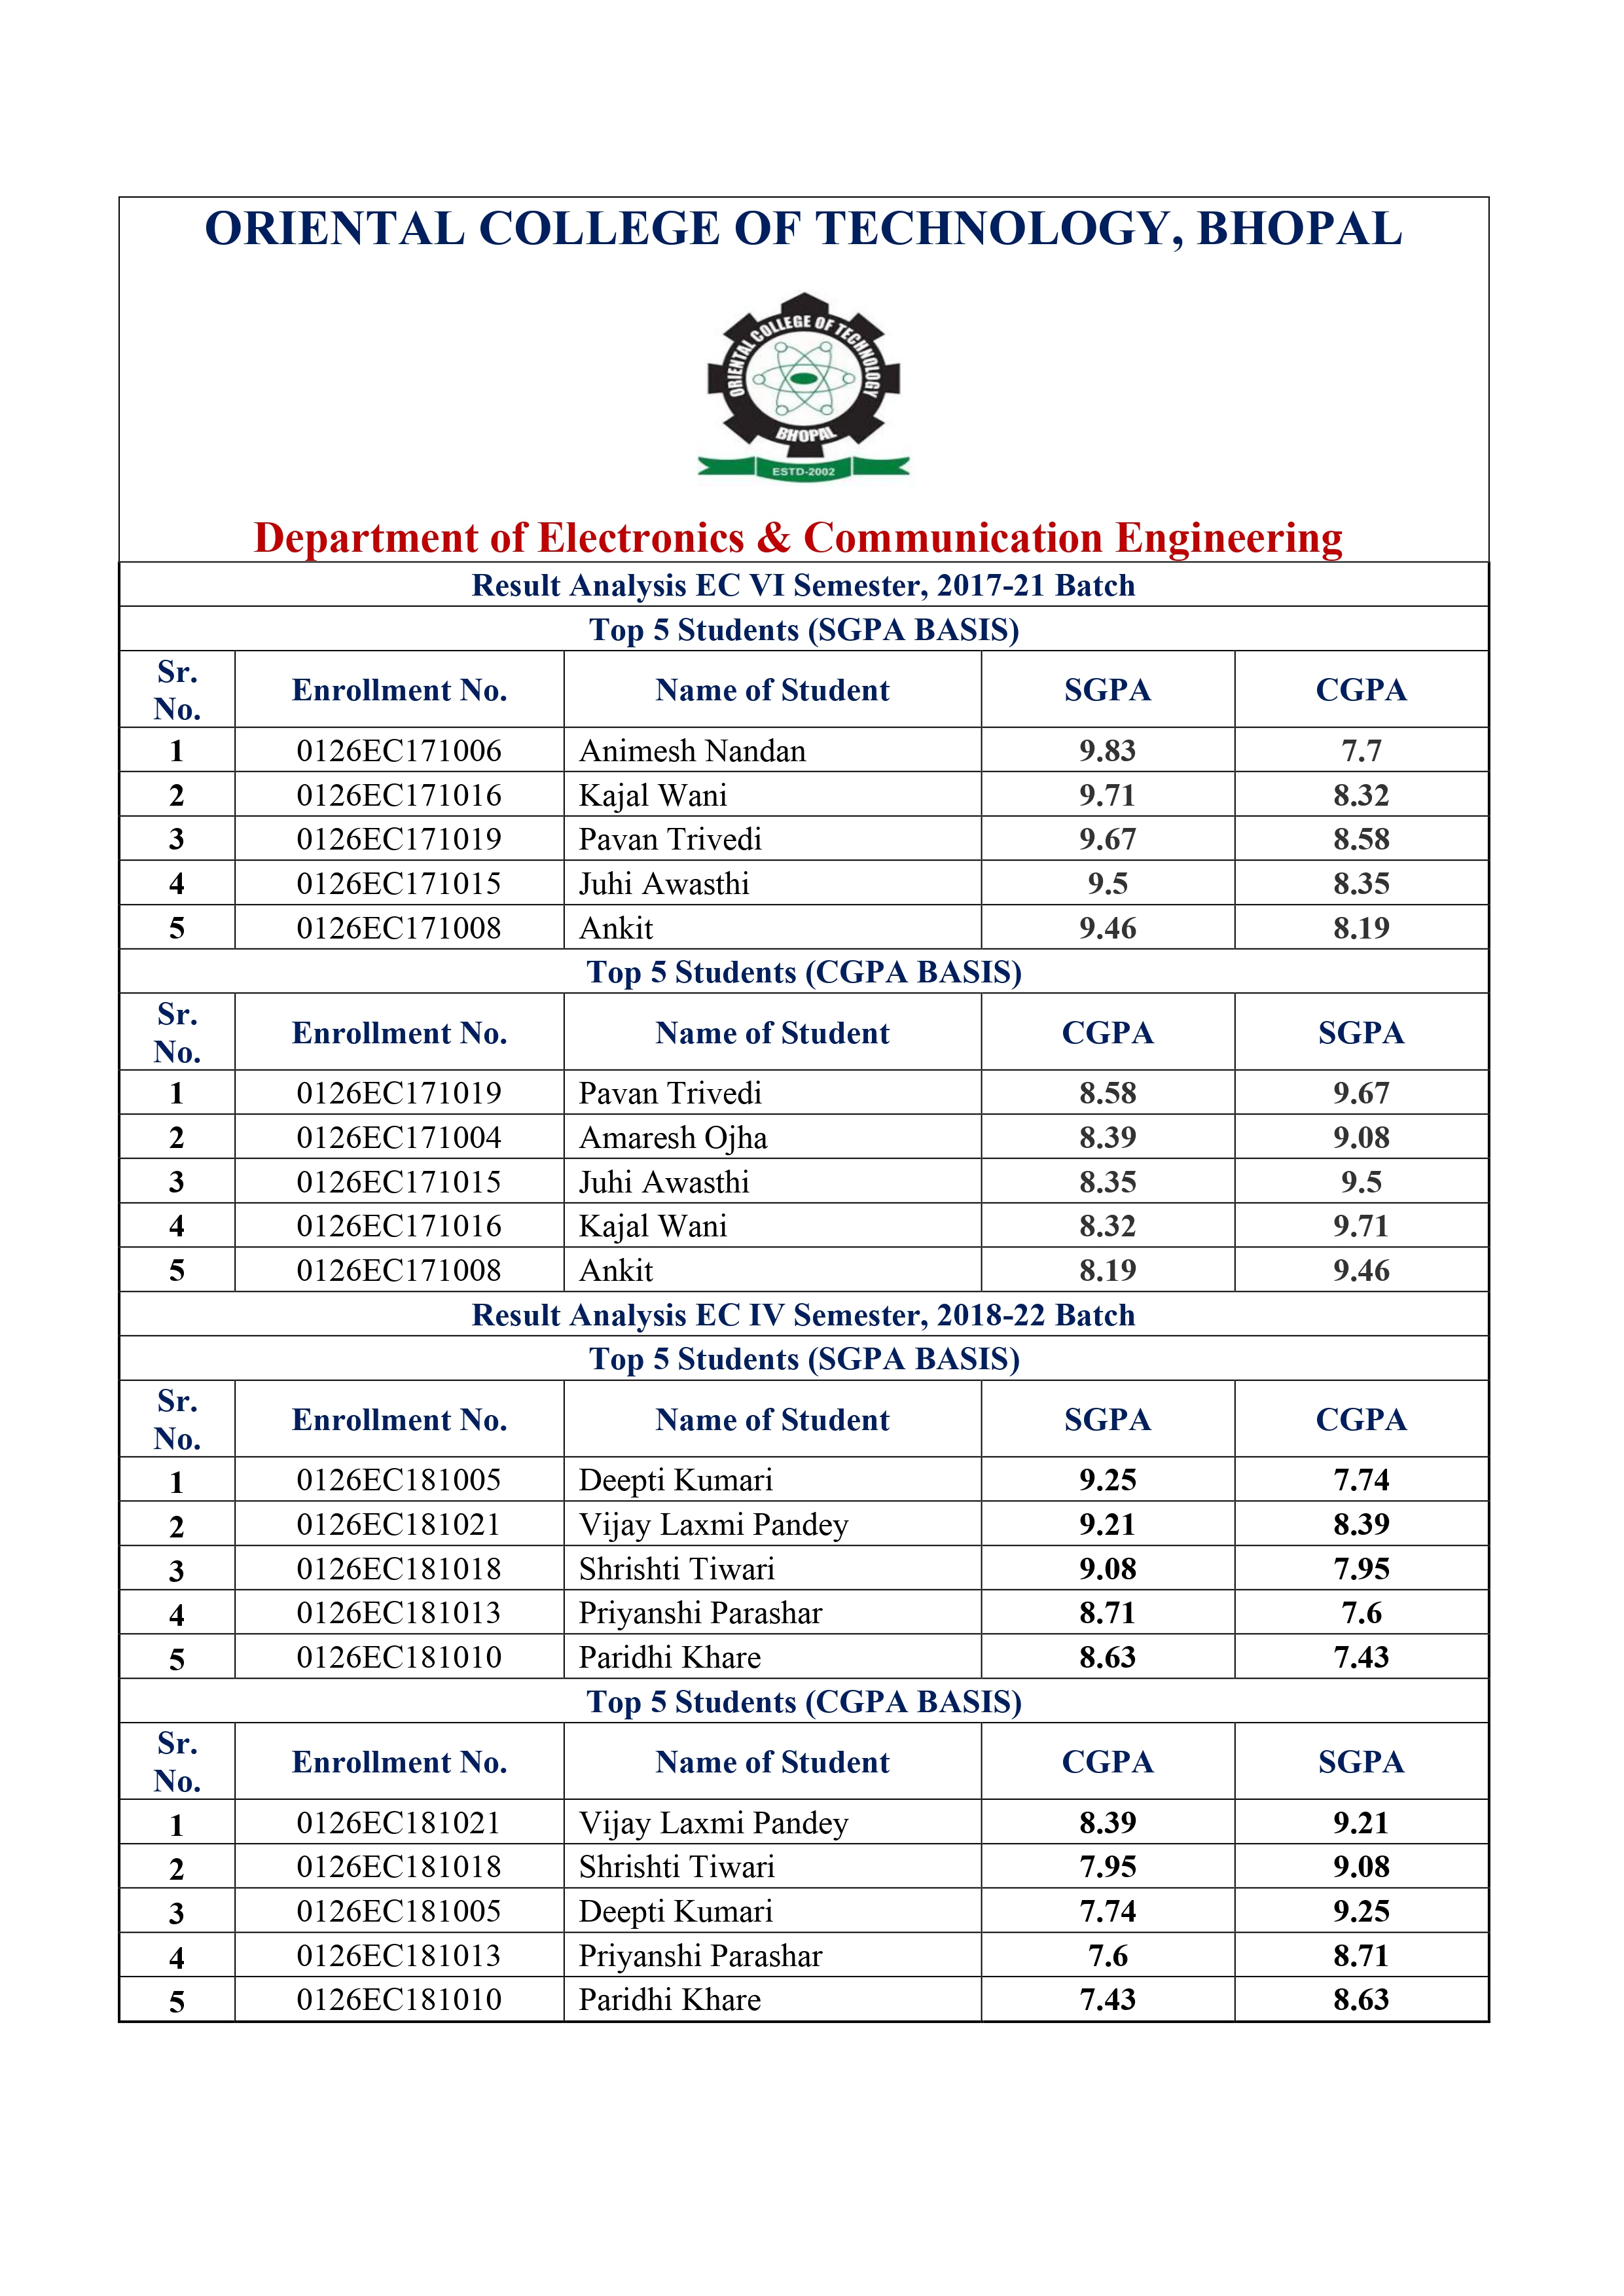 ORIENTAL COLLEGE OF TECHNOLOGY, BHOPAL
ORIENTAL COLLEGE OF TECHNOLOGY
BHOPAL
ESTD-2002
Department of Electronics & Communication Engineering
Result Analysis EC VI Semester, 2017-21 Batch
Top 5 Students (SGPA BASIS)
Sr. No. Enrollment No. Name of Student SGPA CGPA
1 0126EC171006 Animesh Nandan 9.83 7.7
2 0126EC171016 Kajal Wani 9.71 8.32
3 0126EC171019 Pavan Trivedi 9.67 8.58
4 0126EC171015 Juhi Awasthi 9.5 8.35
5 0126EC171008 Ankit 9.46 8.19
Top 5 Students (CGPA BASIS)
Sr. No. Enrollment No. Name of Student CGPA SGPA
1 0126EC171019 Pavan Trivedi 8.58 9.67
2 0126EC171004 Amaresh Ojha 8.39 9.08
3 0126EC171015 Juhi Awasthi 8.35 9.5
4 0126EC171016 Kajal Wani 8.32 9.71
5 0126EC171008 Ankit 8.19 9.46
Result Analysis EC IV Semester, 2018-22 Batch
Top 5 Students (SGPA BASIS)
Sr. No. Enrollment No. Name of Student SGPA CGPA
1 0126EC181005 Deepti Kumari 9.25 7.74
2 0126EC181021 Vijay Laxmi Pandey 9.21 8.39
3 0126EC181018 Shrishti Tiwari 9.08 7.95
4 0126EC181013 Priyanshi Parashar 8.71 7.6
5 0126EC181010 Paridhi Khare 8.63 7.43
Top 5 Students (CGPA BASIS)
Sr. No. Enrollment No. Name of Student CGPA SGPA
1 0126EC181021 Vijay Laxmi Pandey 8.39 9.21
2 0126EC181018 Shrishti Tiwari 7.95 9.08
3 0126EC181005 Deepti Kumari 7.74 9.25
4 0126EC181013 Priyanshi Parashar 7.6 8.71
5 0126EC181010 Paridhi Khare 7.43 8.63